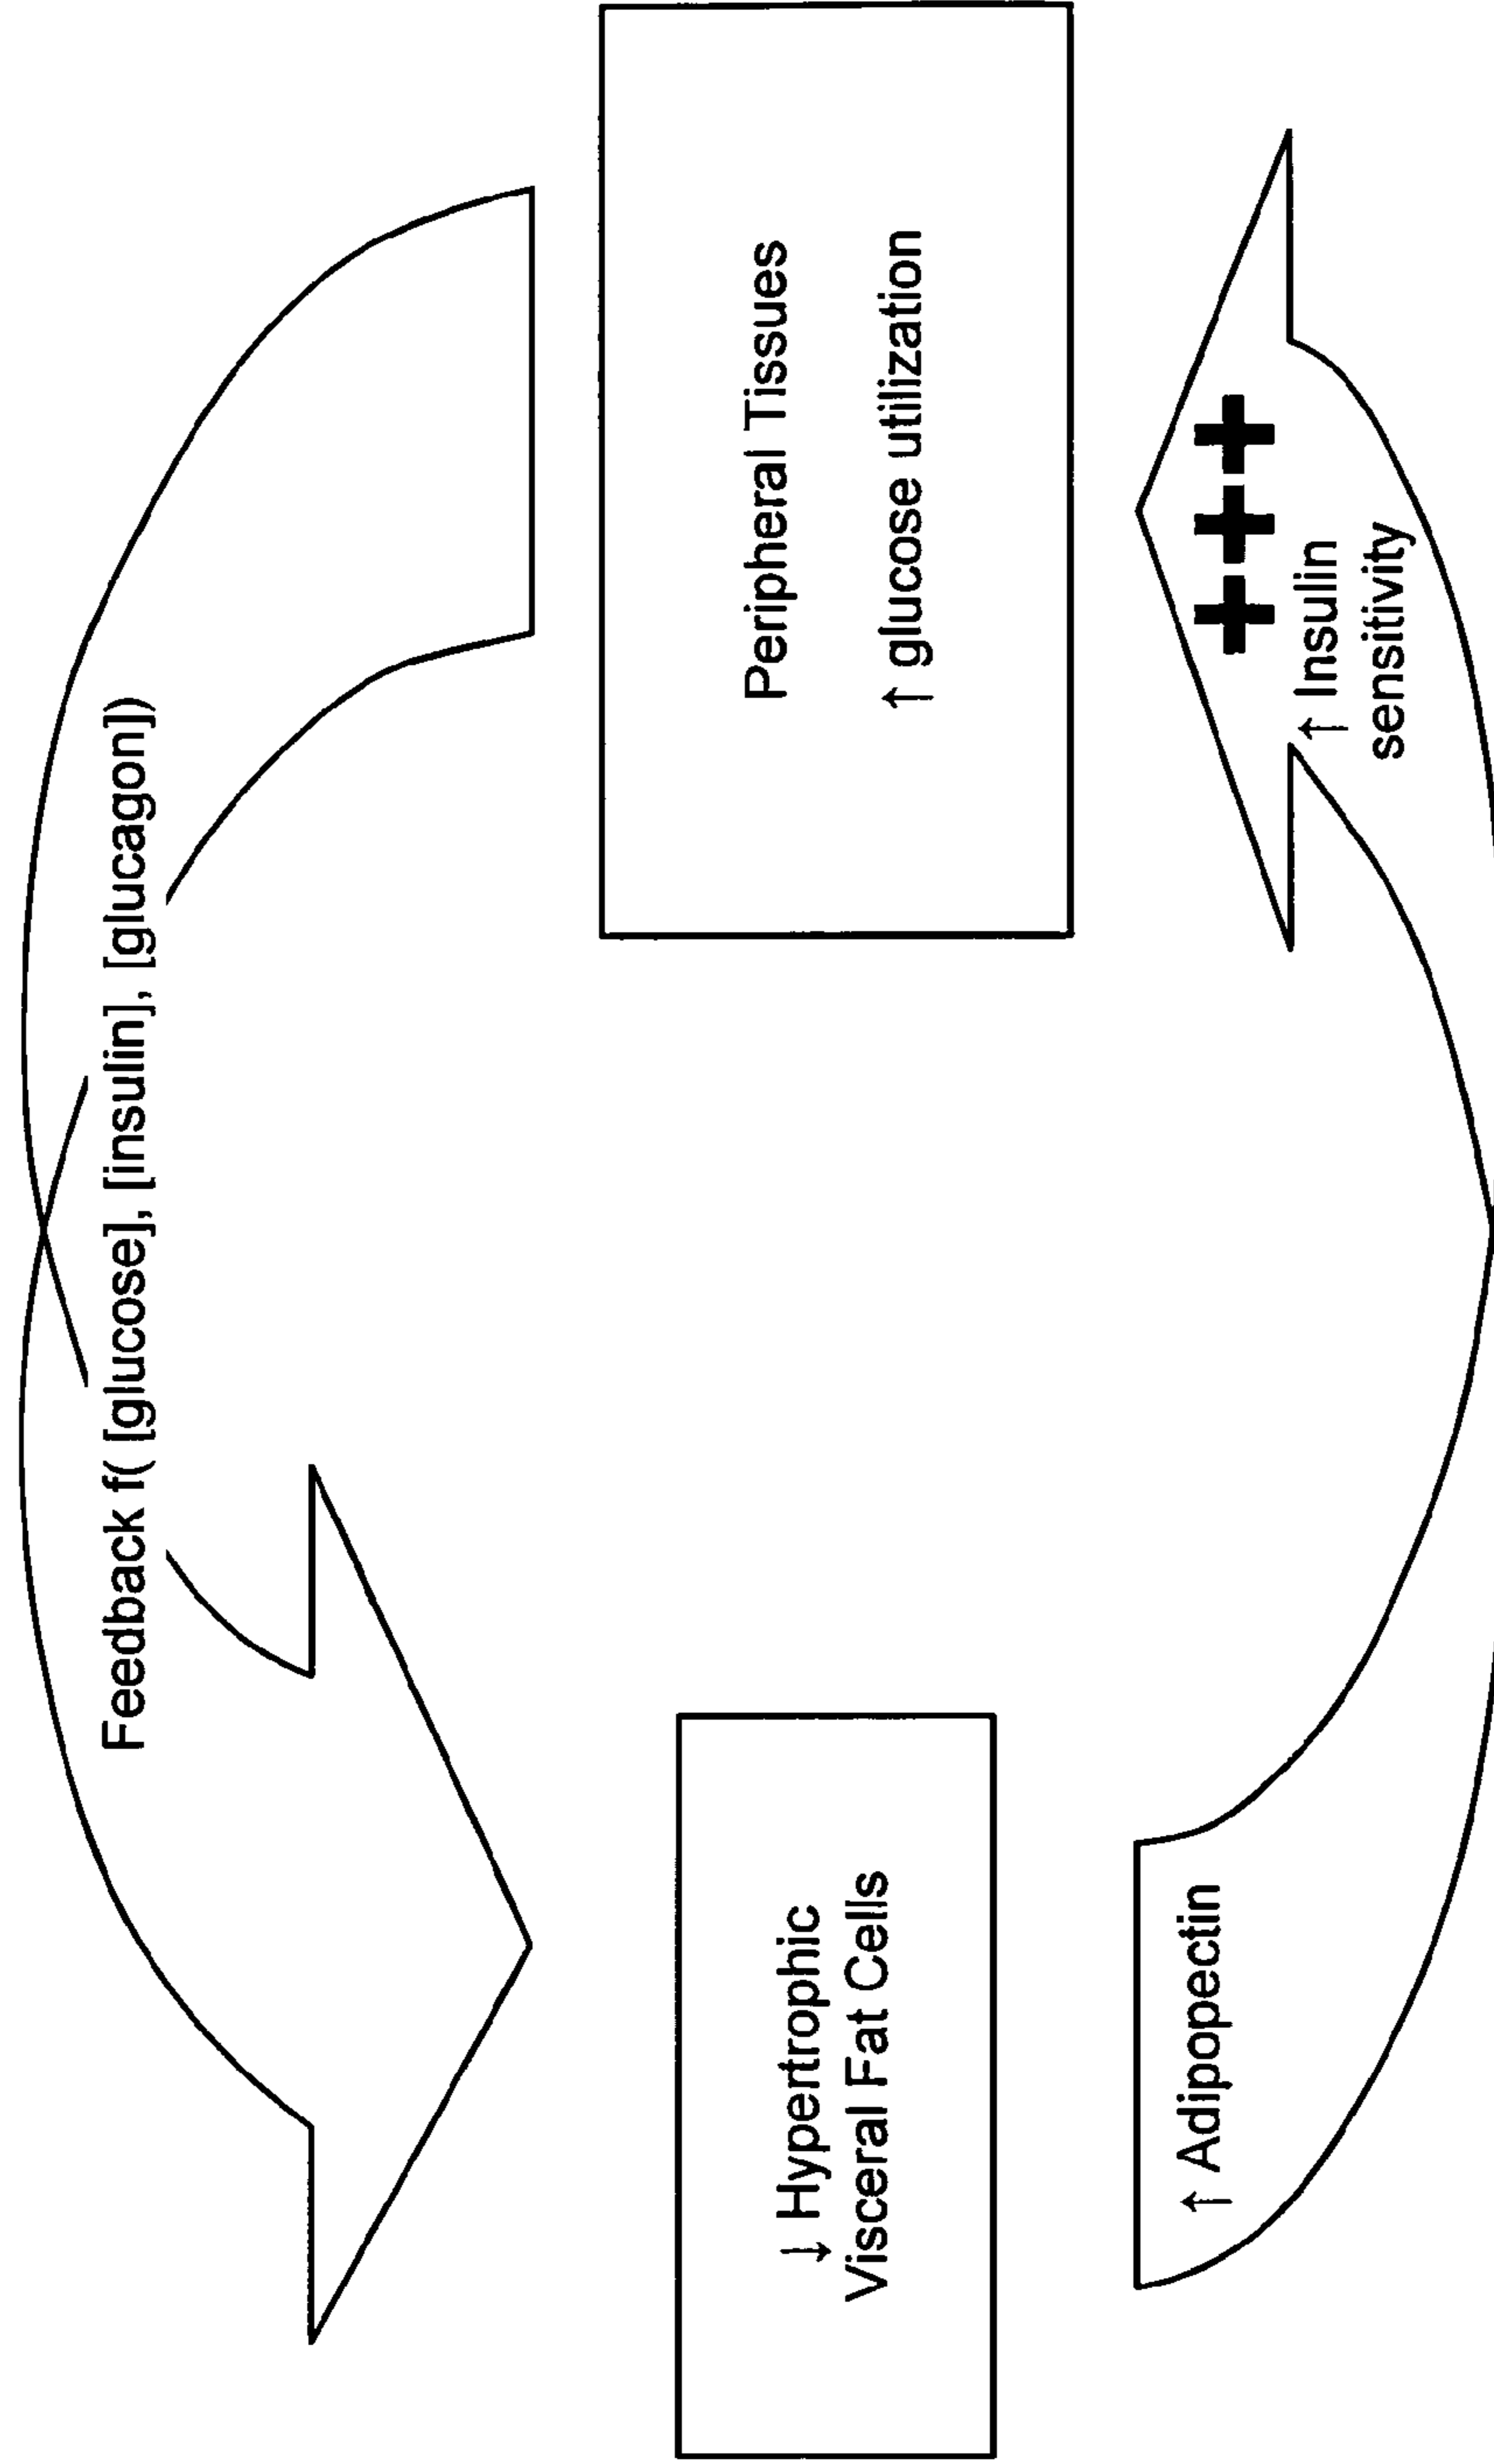 Feedback f( [glucose], [insulin], [glucagon])
↓ Hypertrophic
Visceral Fat Cells
Peripheral Tissues
↑ glucose utilization
↑ Adipopectin
+++
↑ Insulin
sensitivity